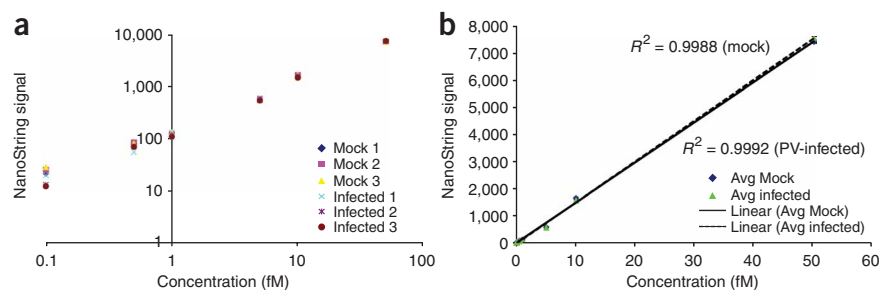 a
NanoString signal
10,000
1,000
100
10
1
0.1
1
10
100
Concentration (fM)
Mock 1
Mock 2
Mock 3
Infected 1
Infected 2
Infected 3
b
NanoString signal
8,000
7,000
6,000
5,000
4,000
3,000
2,000
1,000
0
0
10
20
30
40
50
60
Concentration (fM)
R² = 0.9988 (mock)
R² = 0.9992 (PV-infected)
Avg Mock
Avg infected
Linear (Avg Mock)
Linear (Avg infected)